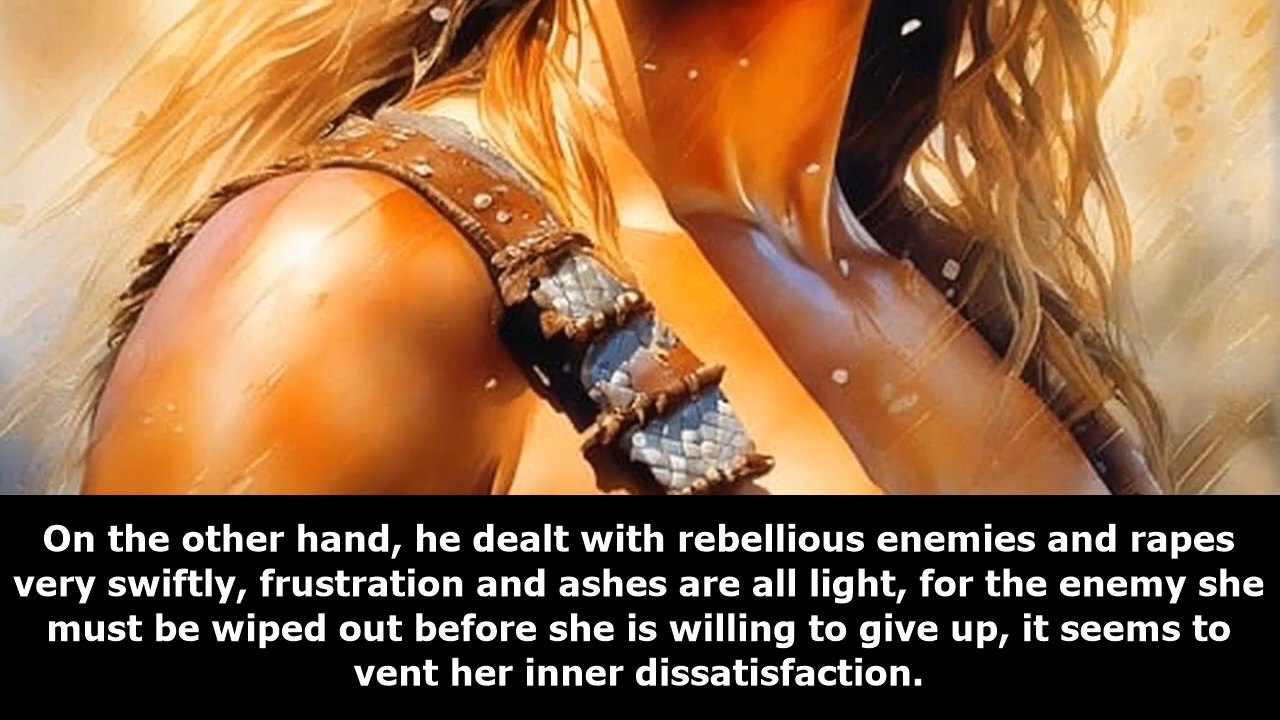 On the other hand, he dealt with rebellious enemies and rapes
very swiftly, frustration and ashes are all light, for the enemy she
must be wiped out before she is willing to give up, it seems to
vent her inner dissatisfaction.